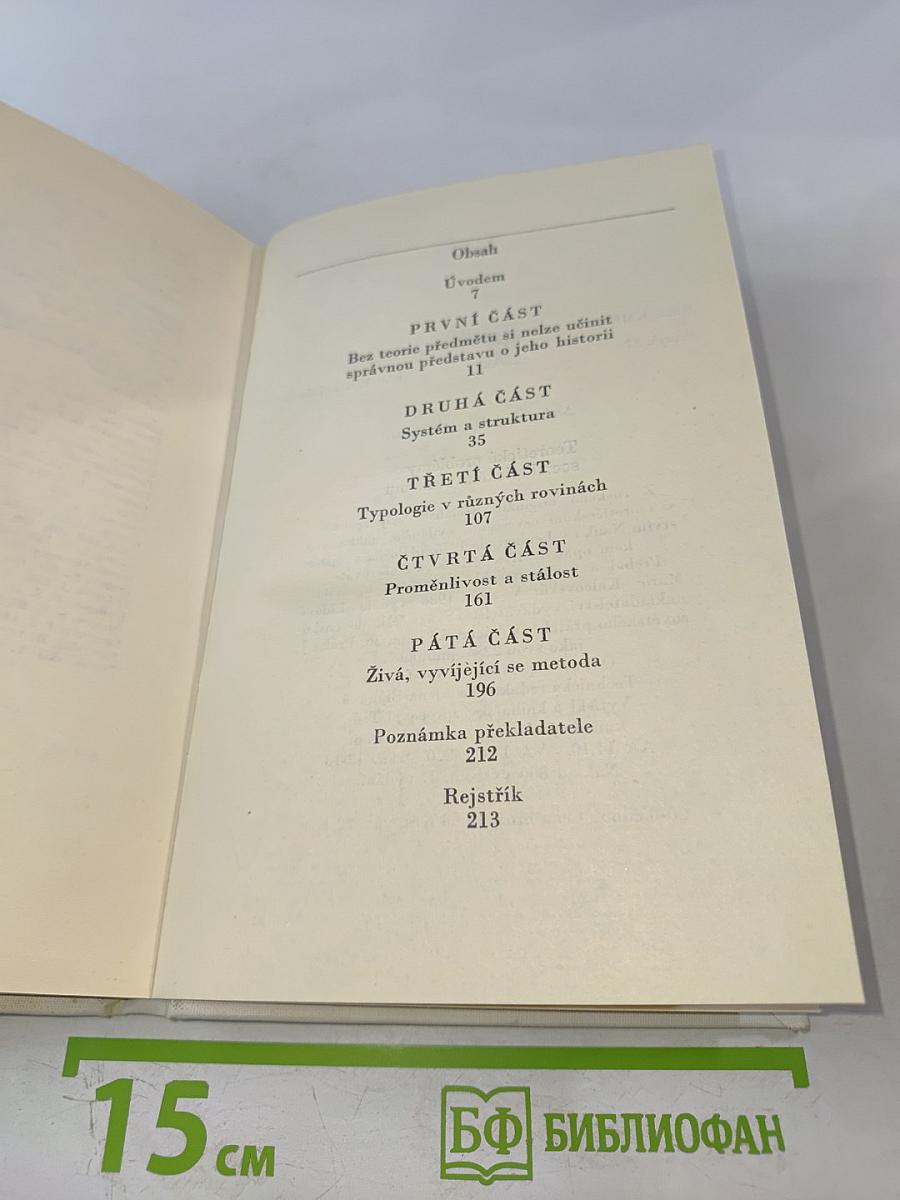 Obsah
Úvodem
7
PRVNÍ ČÁST
Bez teorie předmětu si nelze učinit
správnou představu o jeho historii
11
DRUHÁ ČÁST
Systém a struktura
35
TŘETÍ ČÁST
Typologie v různých rovinách
107
ČTVRTÁ ČÁST
Proměnlivost a stálost
161
PÁTÁ ČÁST
Živá, vyvíjející se metoda
196
Poznámka překladatele
212
Rejstřík
213
15 см
БФ БИБЛИОФАН